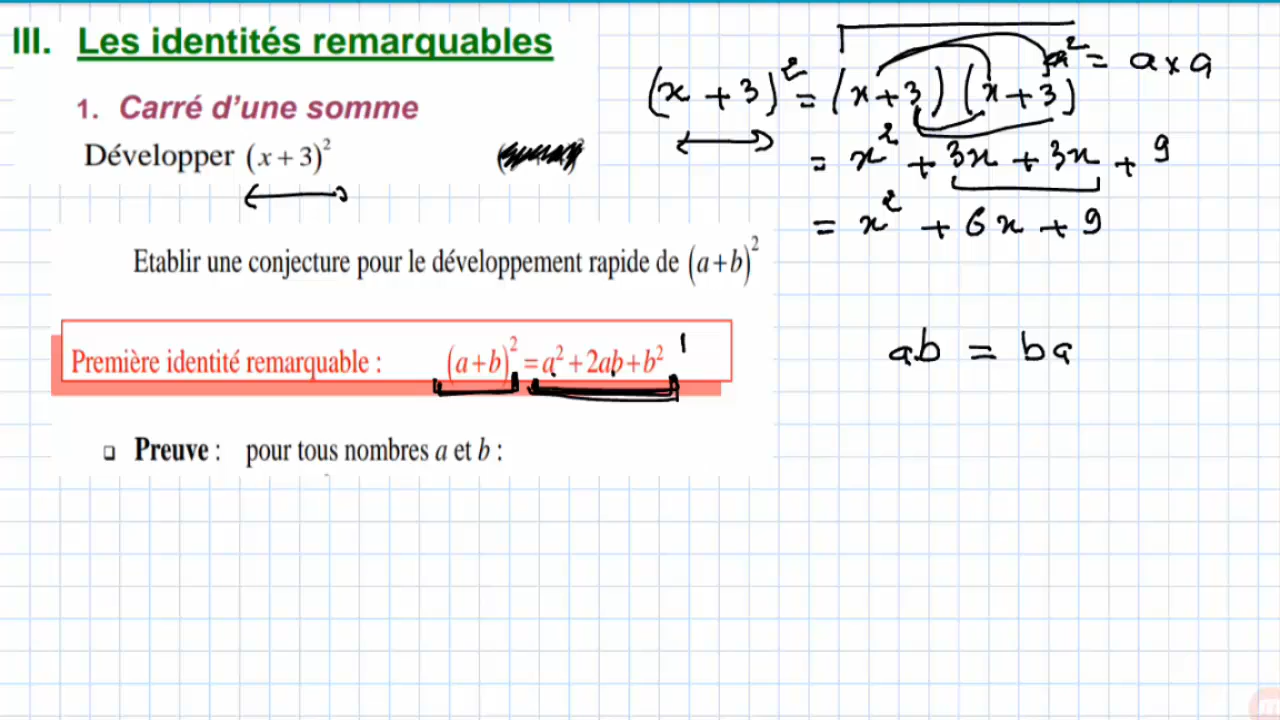 III. Les identités remarquables
1. Carré d'une somme
Développer (x+3)²
Etablir une conjecture pour le développement rapide de (a+b)²
Première identité remarquable : (a+b)² = a²+2ab+b²
❑ Preuve : pour tous nombres a et b :
a² = a×a
(x+3)² = (x+3)(x+3)
= x² + 3x + 3x + 9
= x² + 6x + 9
ab = ba